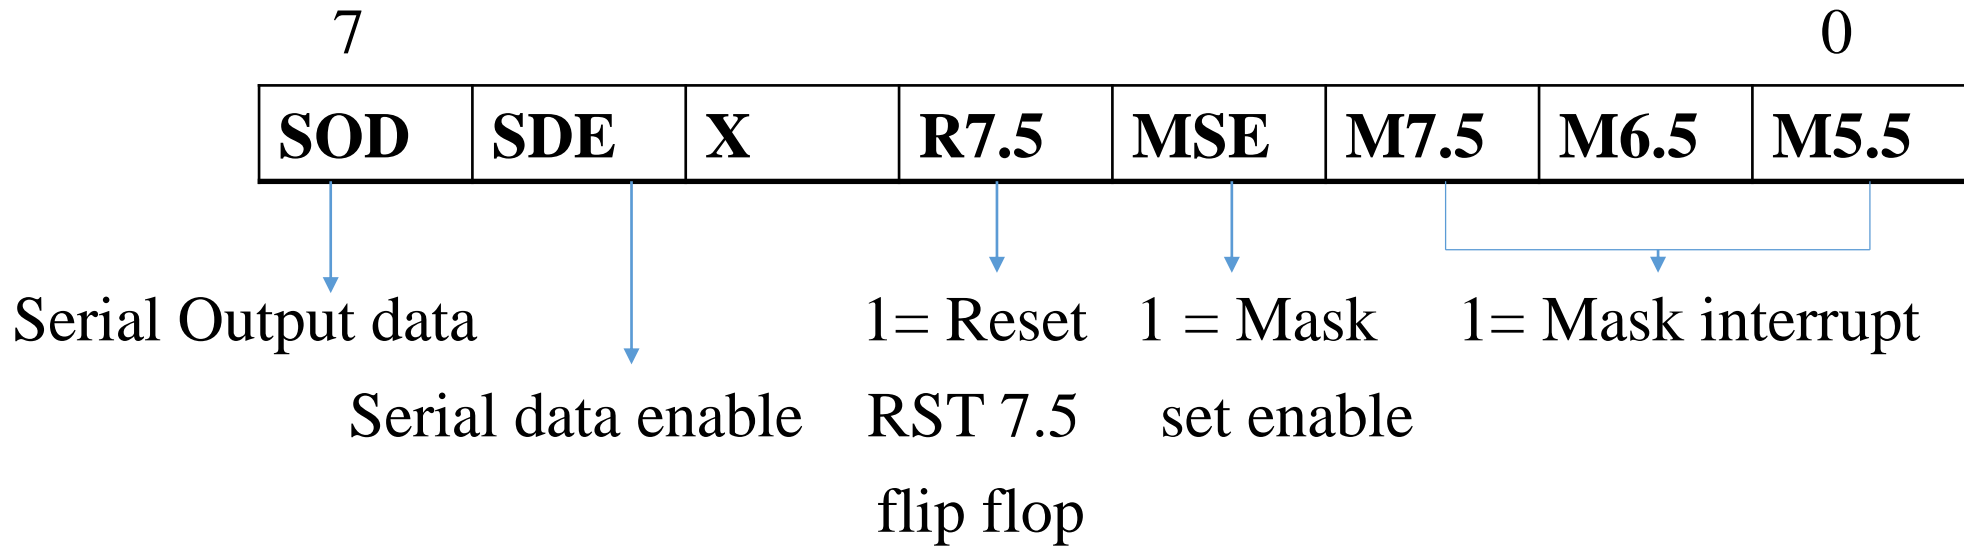 7 0
SOD SDE X R7.5 MSE M7.5 M6.5 M5.5
Serial Output data 1= Reset 1 = Mask 1= Mask interrupt
Serial data enable RST 7.5 set enable
flip flop